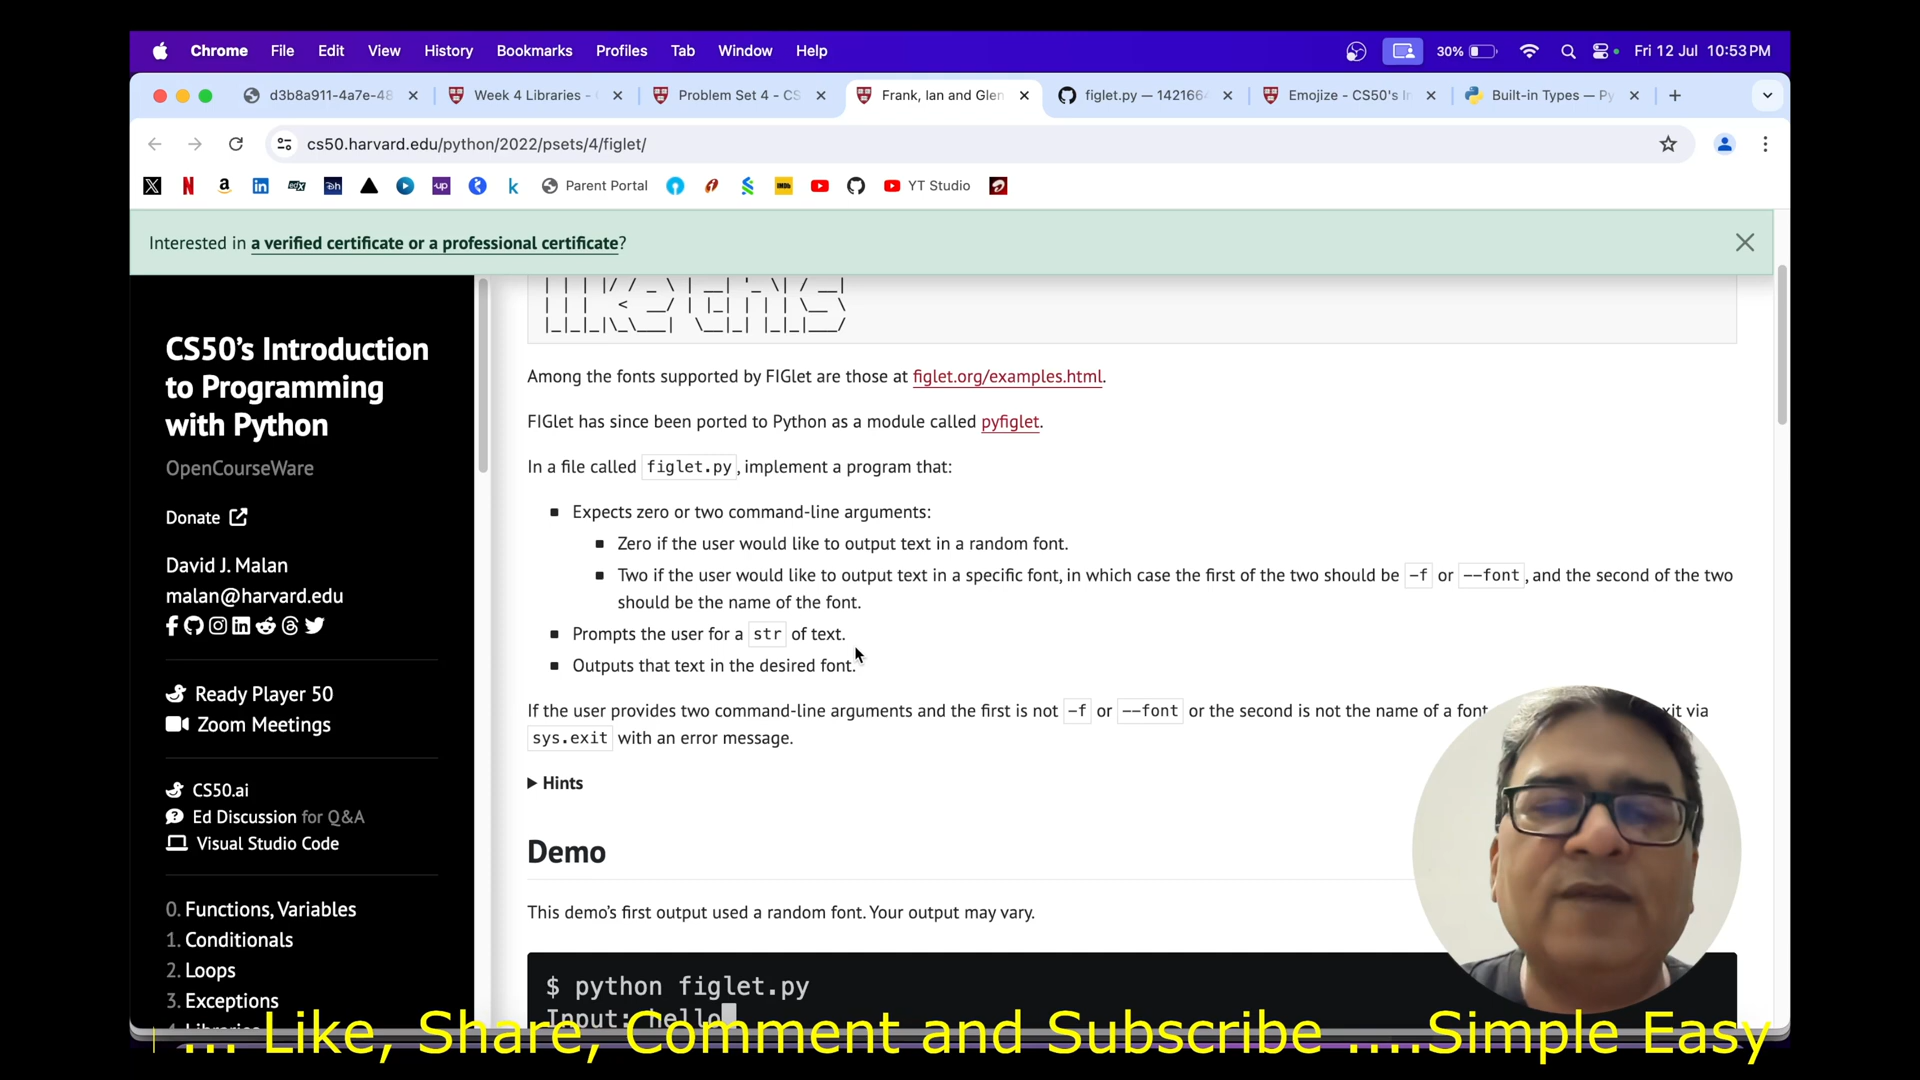 Chrome File Edit View History Bookmarks Profiles Tab Window Help 30% Fri 12 Jul 10:53 PM
d3b8a911-4a7e-48 Week 4 Libraries - Problem Set 4 - CS Frank, Ian and Glen figlet.py — 142166 Emojize - CS50's In Built-in Types — Py
cs50.harvard.edu/python/2022/psets/4/figlet/
Parent Portal YT Studio
Interested in a verified certificate or a professional certificate?
CS50's Introduction
to Programming
with Python
OpenCourseWare
Donate
David J. Malan
malan@harvard.edu
Ready Player 50
Zoom Meetings
CS50.ai
Ed Discussion for Q&A
Visual Studio Code
0. Functions, Variables
1. Conditionals
2. Loops
3. Exceptions
Among the fonts supported by FIGlet are those at figlet.org/examples.html.
FIGlet has since been ported to Python as a module called pyfiglet.
In a file called figlet.py, implement a program that:
Expects zero or two command-line arguments:
Zero if the user would like to output text in a random font.
Two if the user would like to output text in a specific font, in which case the first of the two should be -f or --font, and the second of the two
should be the name of the font.
Prompts the user for a str of text.
Outputs that text in the desired font.
If the user provides two command-line arguments and the first is not -f or --font or the second is not the name of a font via
sys.exit with an error message.
Hints
Demo
This demo's first output used a random font. Your output may vary.
$ python figlet.py
Input: hello
... Like, Share, Comment and Subscribe ....Simple Easy